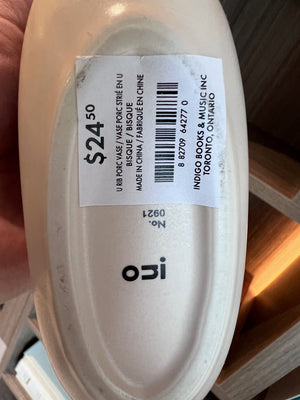 $24.50
U RIB PORC VASE / VASE PORC STRIÉ EN U
BISQUE / BISQUE
MADE IN CHINA / FABRIQUÉ EN CHINE
8 82709 64277 0
INDIGO BOOKS & MUSIC INC
TORONTO, ONTARIO
No.
0921
oui